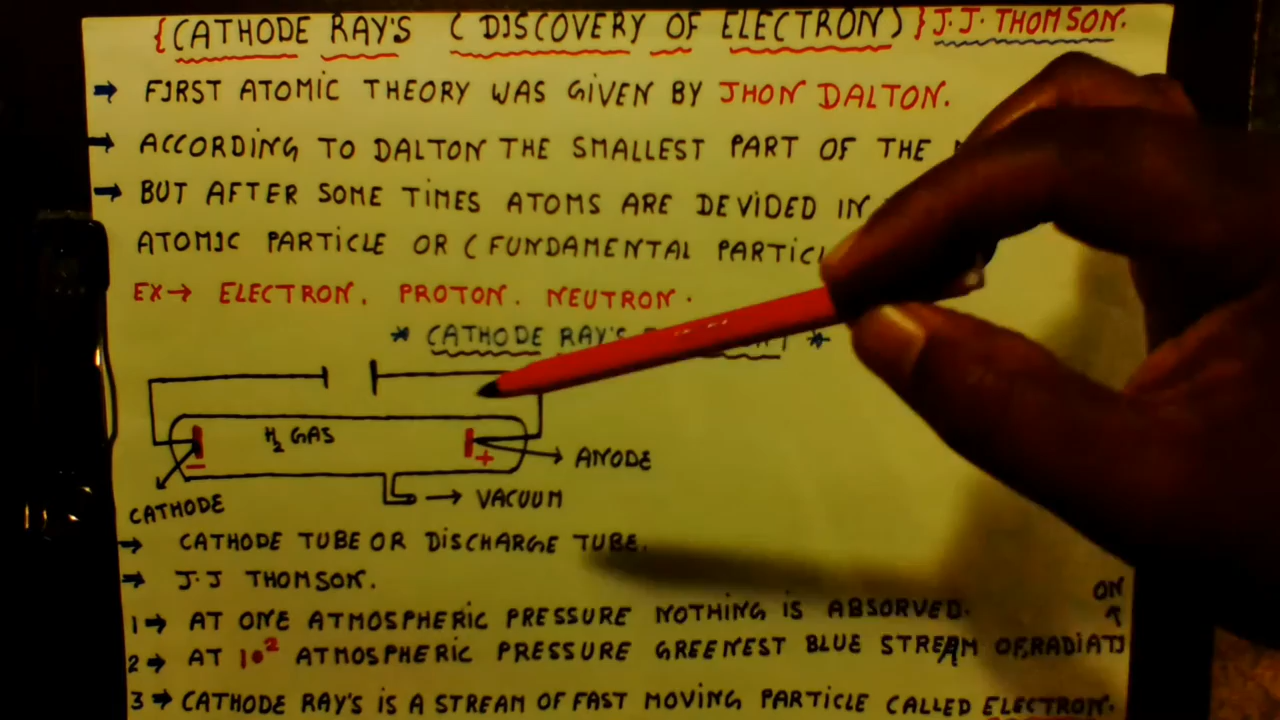 {CATHODE RAY'S (DISCOVERY OF ELECTRON)} J.J. THOMSON.
→ FIRST ATOMIC THEORY WAS GIVEN BY JHON DALTON.
→ ACCORDING TO DALTON THE SMALLEST PART OF THE
→ BUT AFTER SOME TIMES ATOMS ARE DEVIDED IN
ATOMIC PARTICLE OR (FUNDAMENTAL
EX→ ELECTRON, PROTON. NEUTRON.
* CATHODE RAY'S *
H2 GAS
− +
ANODE
CATHODE
→ VACUUM
→ CATHODE TUBE OR DISCHARGE TUBE.
→ J.J THOMSON.
1→ AT ONE ATMOSPHERIC PRESSURE NOTHING IS ABSORVED.
2→ AT 10² ATMOSPHERIC PRESSURE GREENEST BLUE STREAM OF, RADIATI
ON
3→ CATHODE RAY'S IS A STREAM OF FAST MOVING PARTICLE CALLED ELECTRON.